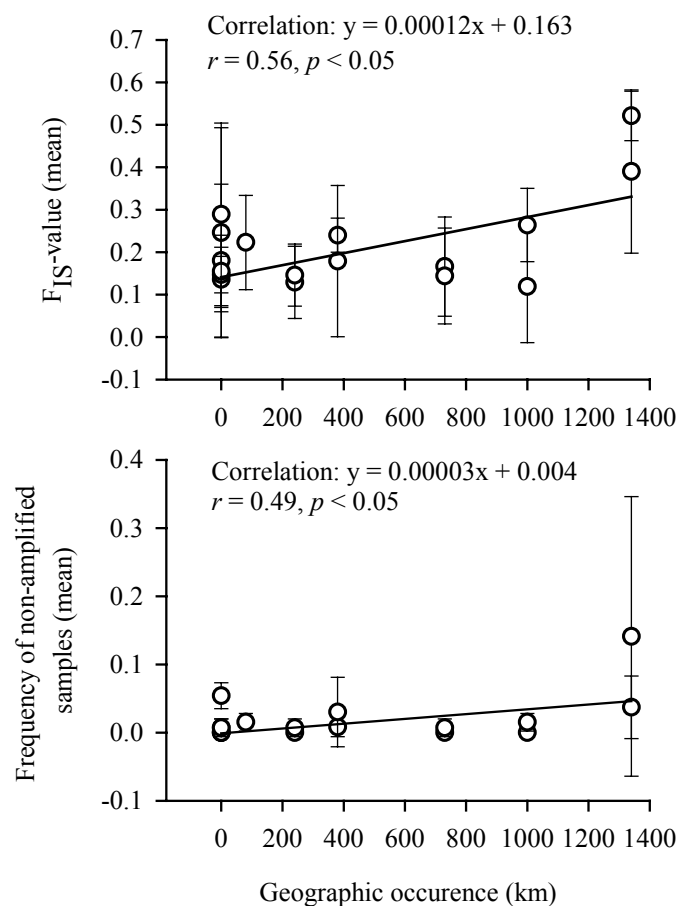 Correlation: y = 0.00012x + 0.163
r = 0.56, p < 0.05
0.7
0.6
0.5
0.4
0.3
0.2
0.1
0.0
-0.1
FIS-value (mean)
0 200 400 600 800 1000 1200 1400
Correlation: y = 0.00003x + 0.004
r = 0.49, p < 0.05
0.4
0.3
0.2
0.1
0.0
-0.1
Frequency of non-amplified
samples (mean)
0 200 400 600 800 1000 1200 1400
Geographic occurence (km)